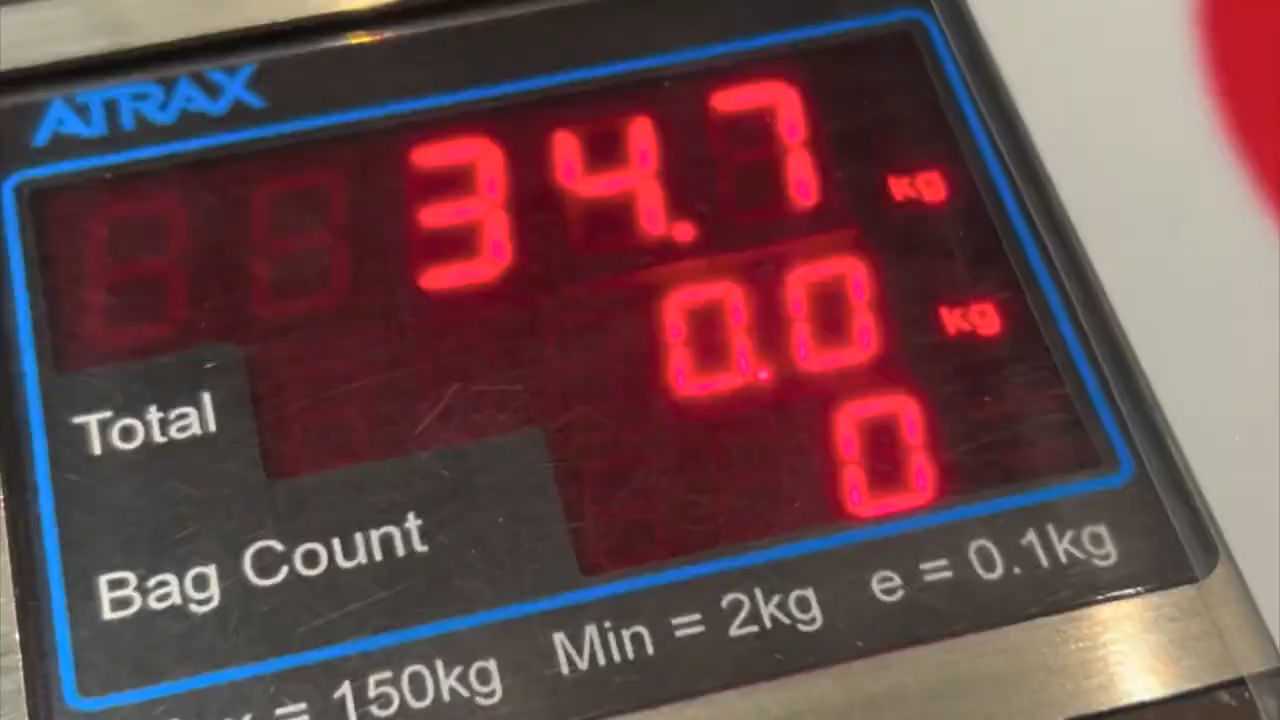 ATRAX
34.7 kg
0.0 kg
Total
0
Bag Count
= 150kg Min = 2kg e = 0.1kg